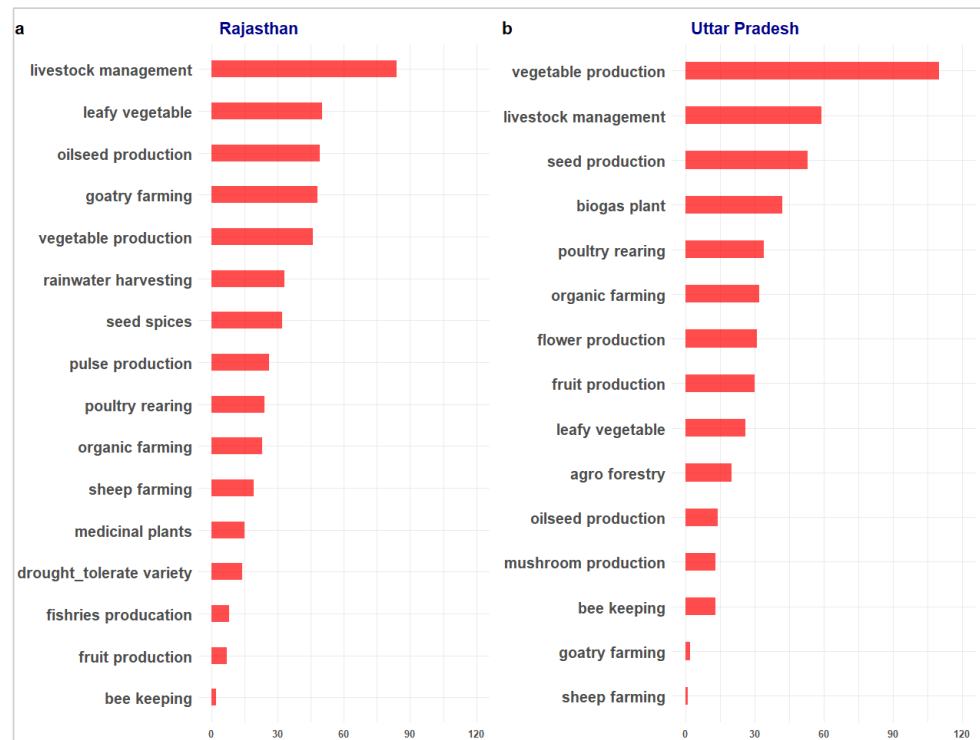 a
Rajasthan
livestock management
leafy vegetable
oilseed production
goatry farming
vegetable production
rainwater harvesting
seed spices
pulse production
poultry rearing
organic farming
sheep farming
medicinal plants
drought_tolerate variety
fishries producation
fruit production
bee keeping
0 30 60 90 120
b
Uttar Pradesh
vegetable production
livestock management
seed production
biogas plant
poultry rearing
organic farming
flower production
fruit production
leafy vegetable
agro forestry
oilseed production
mushroom production
bee keeping
goatry farming
sheep farming
0 30 60 90 120